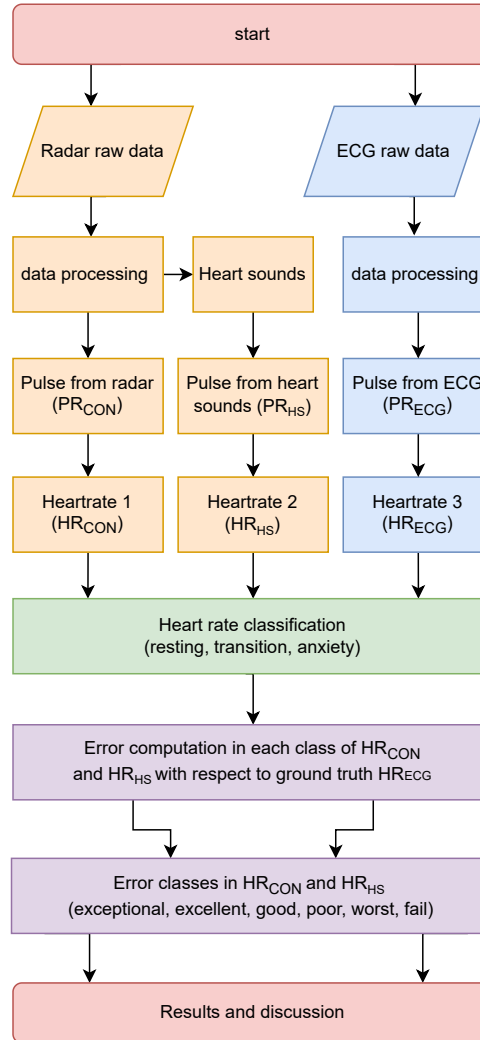 start
Radar raw data
ECG raw data
data processing
Heart sounds
data processing
Pulse from radar
(PRCON)
Pulse from heart
sounds (PRHS)
Pulse from ECG
(PRECG)
Heartrate 1
(HRCON)
Heartrate 2
(HRHS)
Heartrate 3
(HRECG)
Heart rate classification
(resting, transition, anxiety)
Error computation in each class of HRCON
and HRHS with respect to ground truth HRECG
Error classes in HRCON and HRHS
(exceptional, excellent, good, poor, worst, fail)
Results and discussion